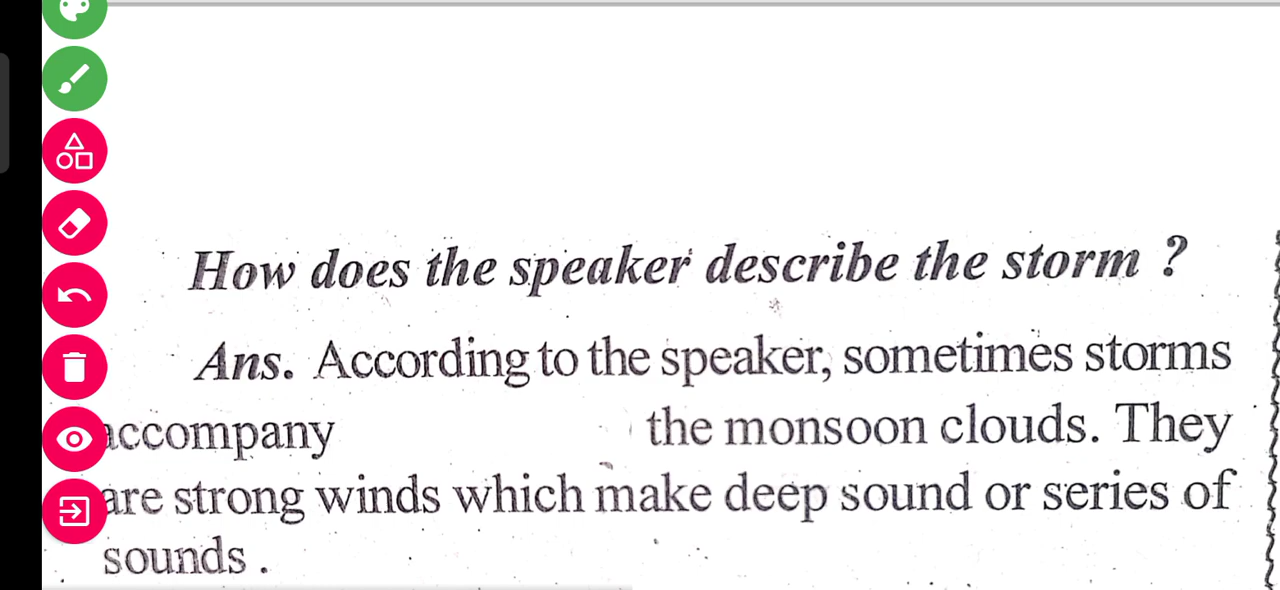 How does the speaker describe the storm ?
Ans. According to the speaker, sometimes storms
accompany the monsoon clouds. They
are strong winds which make deep sound or series of
sounds .